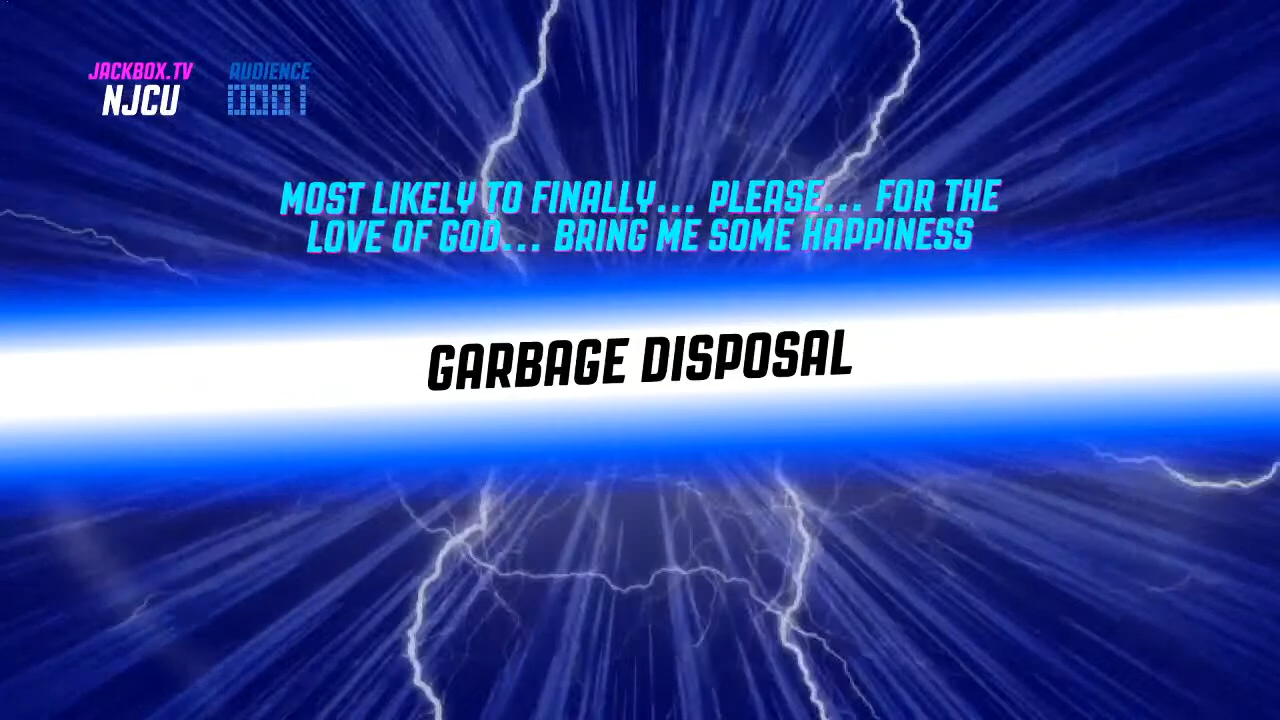 JACKBOX.TV
NJCU
AUDIENCE
0001
MOST LIKELY TO FINALLY... PLEASE... FOR THE
LOVE OF GOD... BRING ME SOME HAPPINESS
GARBAGE DISPOSAL